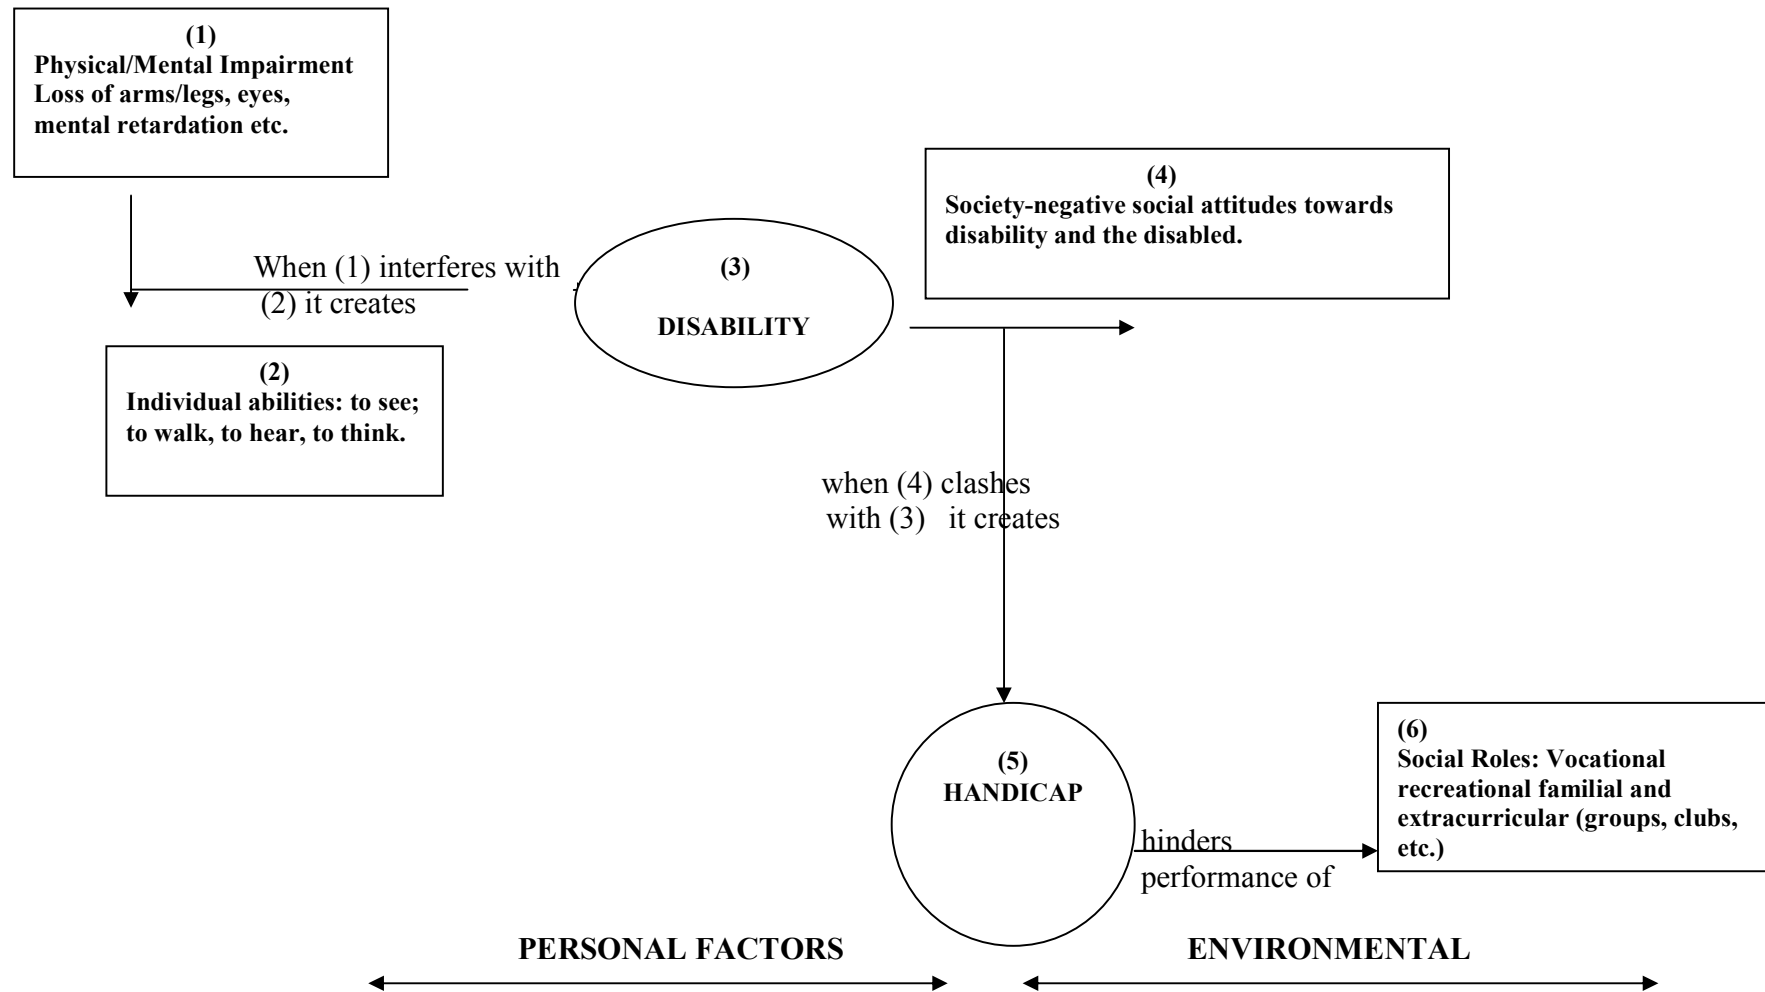 (1)
Physical/Mental Impairment
Loss of arms/legs, eyes,
mental retardation etc.
When (1) interferes with
(2) it creates
(2)
Individual abilities: to see;
to walk, to hear, to think.
(3)
DISABILITY
(4)
Society-negative social attitudes towards
disability and the disabled.
when (4) clashes
with (3) it creates
(5)
HANDICAP
hinders
performance of
(6)
Social Roles: Vocational
recreational familial and
extracurricular (groups, clubs,
etc.)
PERSONAL FACTORS
ENVIRONMENTAL